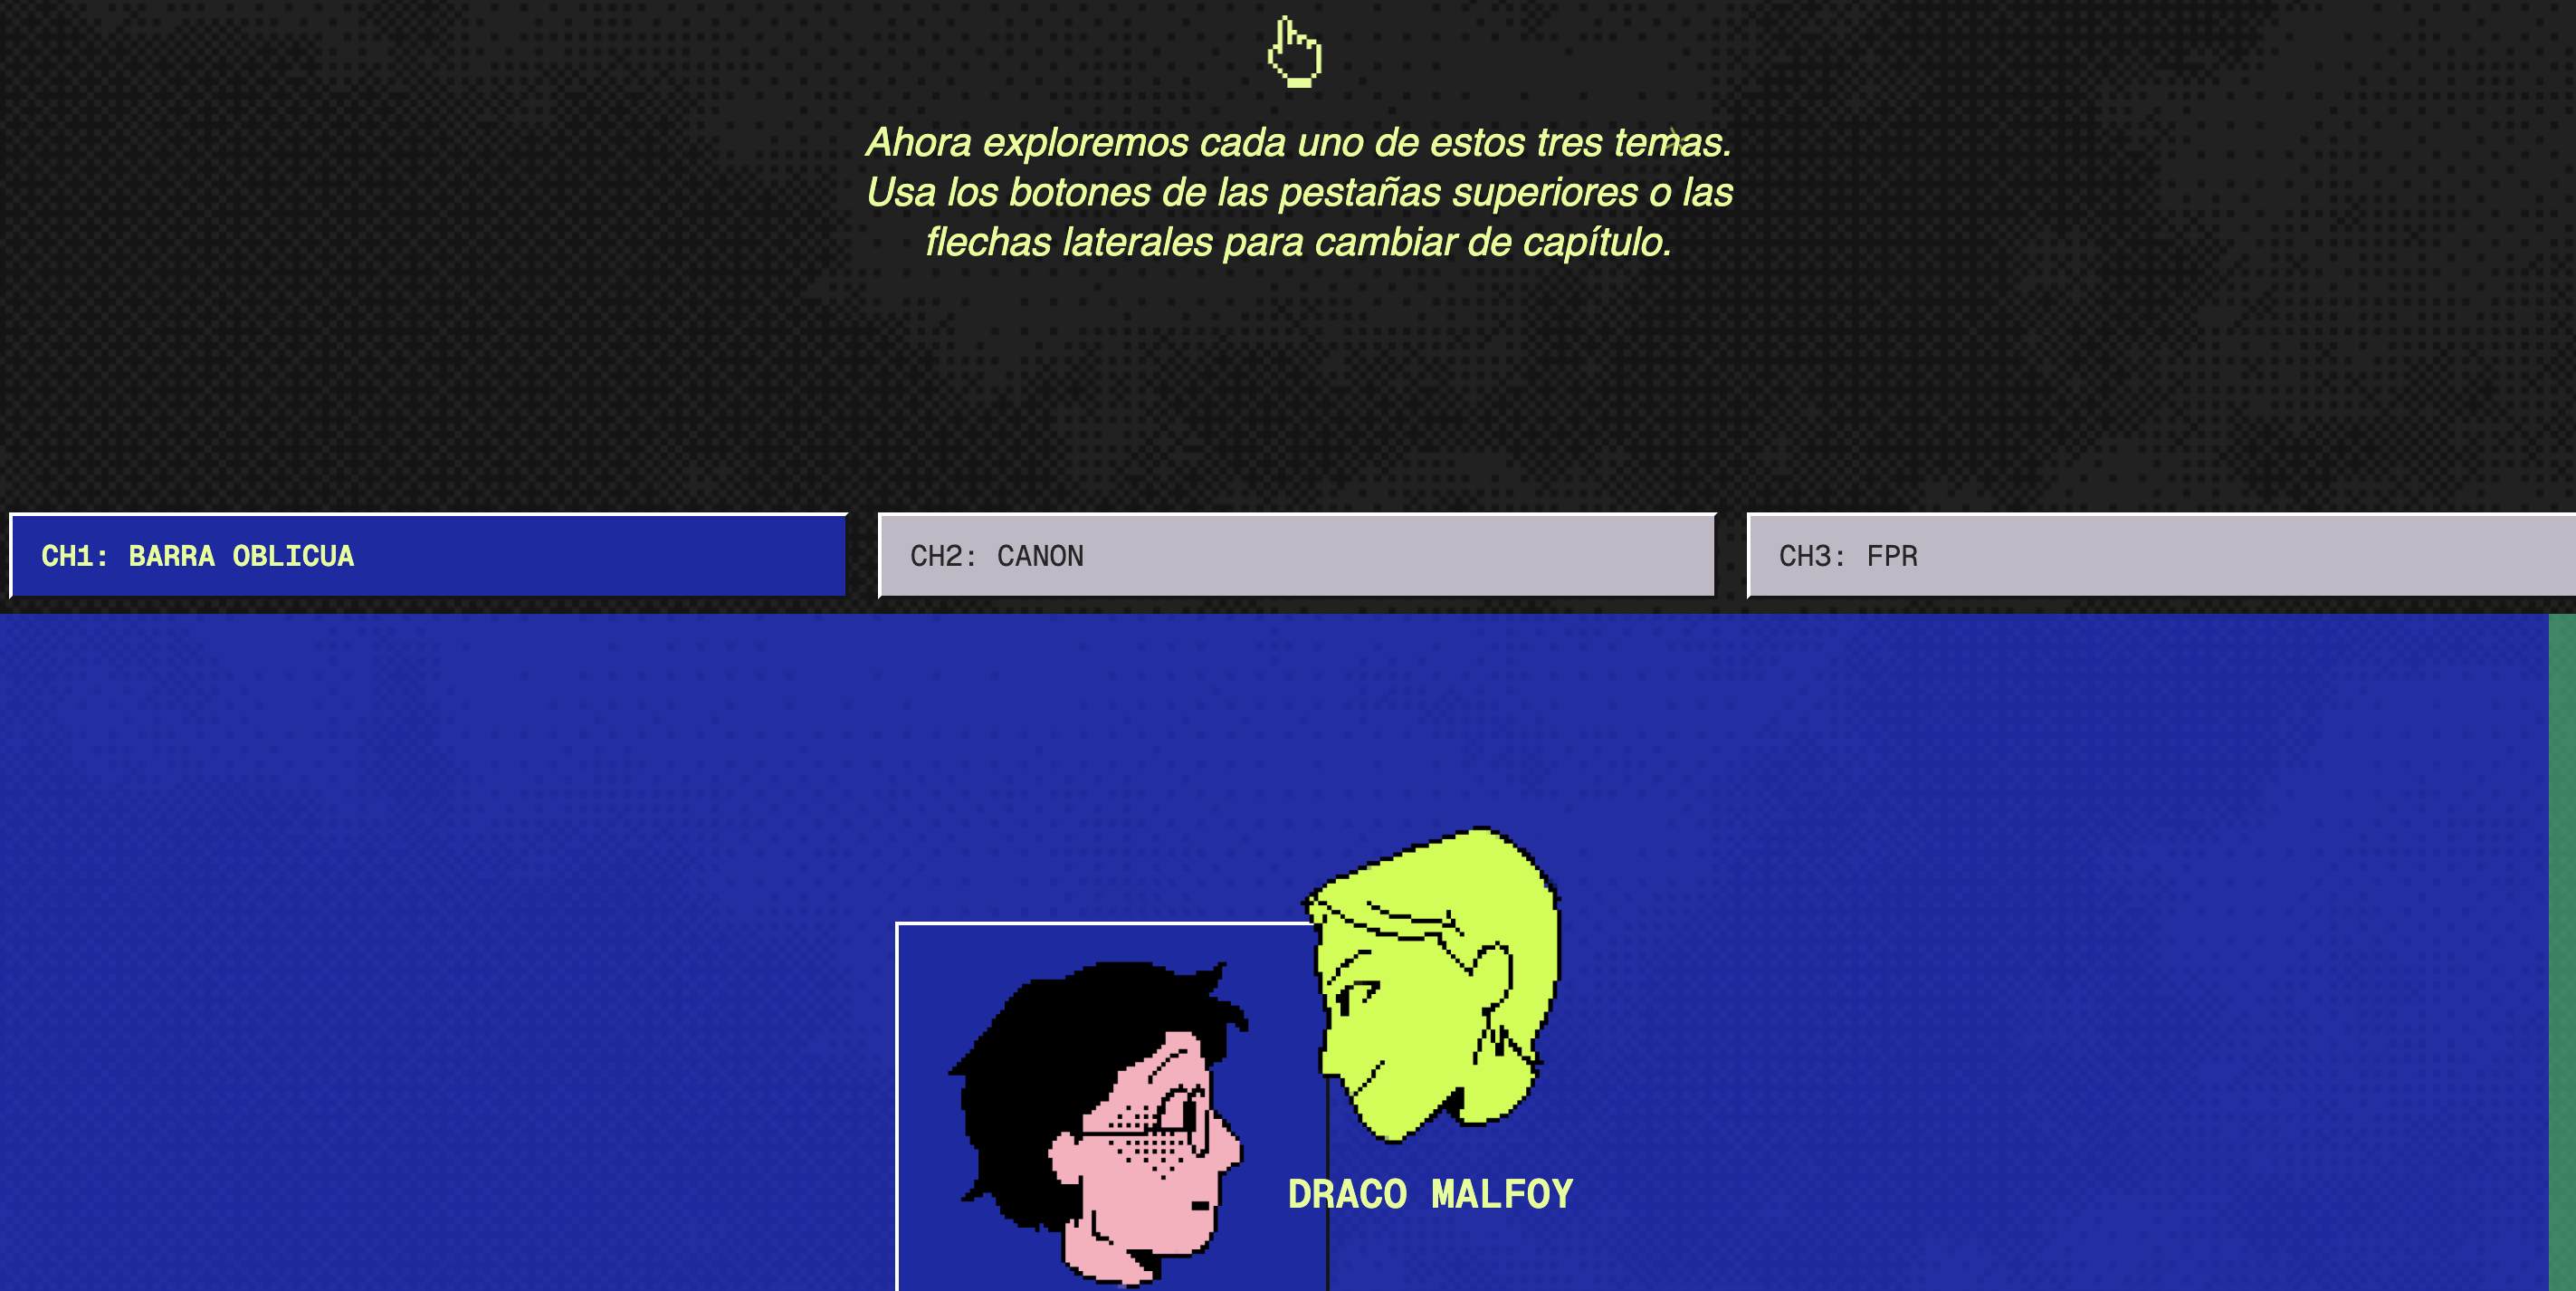 Ahora exploremos cada uno de estos tres temas.
Usa los botones de las pestañas superiores o las
flechas laterales para cambiar de capítulo.
CH1: BARRA OBLICUA
CH2: CANON
CH3: FPR
DRACO MALFOY